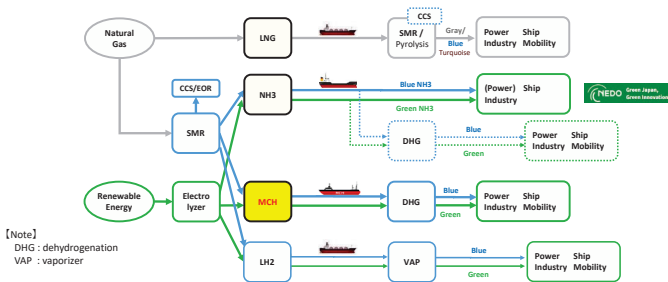 CCS
Natural
Gas
LNG
SMR /
Pyrolysis
Gray/
Blue
Turquoise
Power Ship
Industry Mobility
CCS/EOR
NH3
Blue NH3
Green NH3
(Power) Ship
Industry
NEDO
Green Japan,
Green Innovation
SMR
DHG
Blue
Green
Power Ship
Industry Mobility
Renewable
Energy
Electro
lyzer
MCH
DHG
Blue
Green
Power Ship
Industry Mobility
【Note】
DHG : dehydrogenation
VAP : vaporizer
LH2
VAP
Blue
Green
Power Ship
Industry Mobility